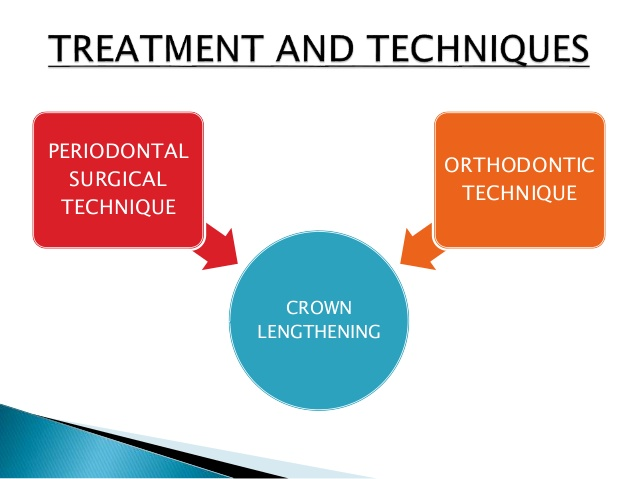 TREATMENT AND TECHNIQUES
PERIODONTAL
SURGICAL
TECHNIQUE
ORTHODONTIC
TECHNIQUE
CROWN
LENGTHENING